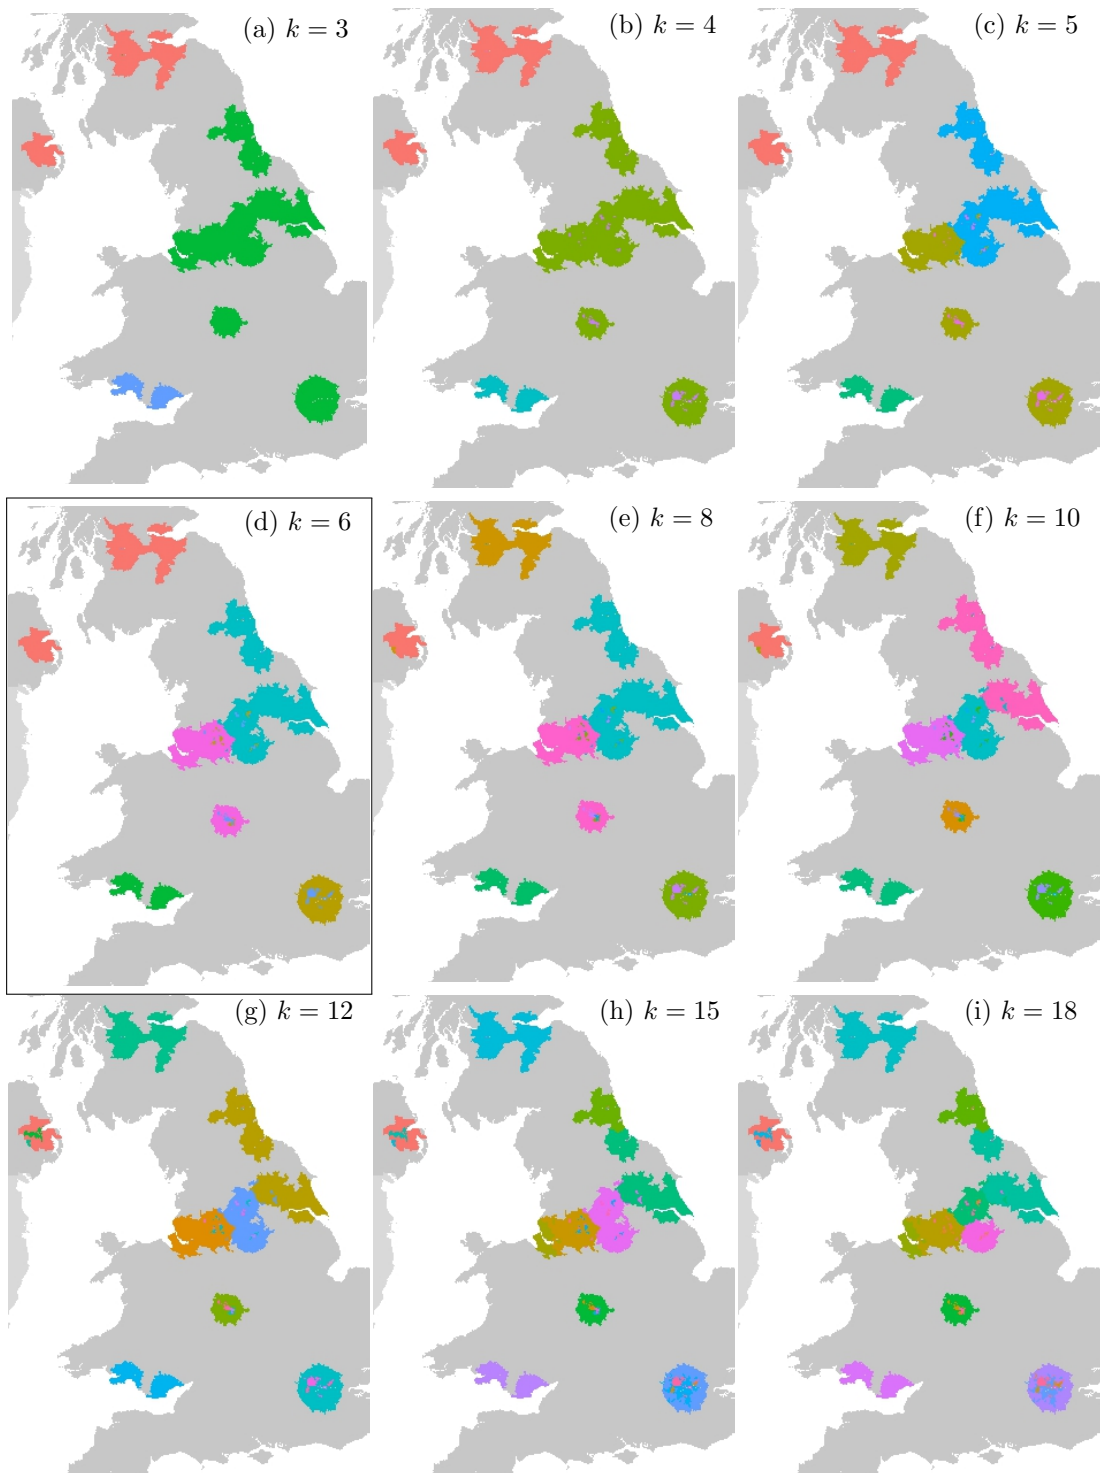 (a) k = 3
(b) k = 4
(c) k = 5
(d) k = 6
(e) k = 8
(f) k = 10
(g) k = 12
(h) k = 15
(i) k = 18